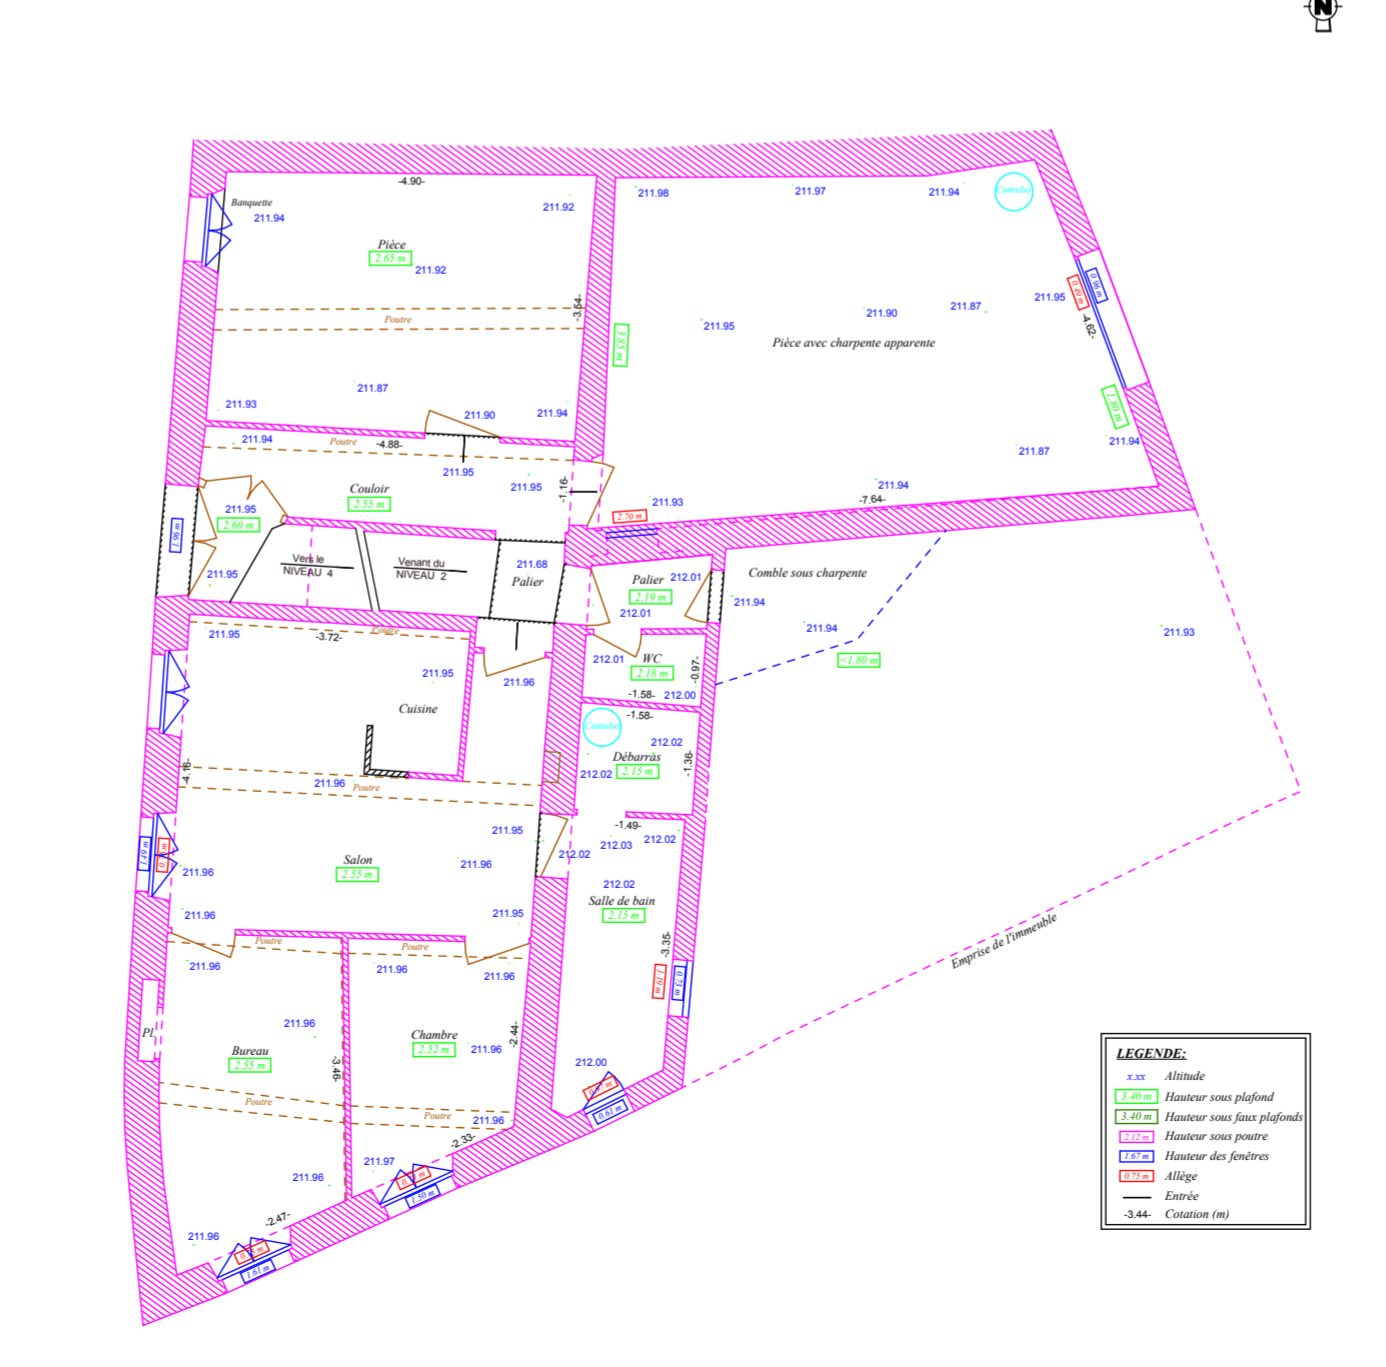 N
-4.90-
211.98
211.97
211.94
Cumulus
Banquette
211.94
211.92
Pièce
2.65 m
211.92
0.96 m
0.49 m
211.95
-3.54-
211.90
211.87
-4.62-
Poutre
211.95
3.85 m
Pièce avec charpente apparente
211.87
1.80 m
211.93
211.90
211.94
211.94
Poutre
-4.88-
211.94
211.87
211.95
211.95
-1.16-
211.94
Couloir
2.55 m
211.93
-7.64-
211.95
2.60 m
2.70 m
1.96 m
Vers le
NIVEAU 4
Venant du
NIVEAU 2
211.68
Palier
211.95
Palier
2.19 m
212.01
212.01
Comble sous charpente
211.94
211.94
211.93
211.95
-3.72-
Poutre
WC
212.01
2.18 m
-0.97-
<1.80 m
211.95
211.96
-1.58-
212.00
Cuisine
-1.58-
Cumulus
212.02
Débarras
2.15 m
212.02
-1.36-
-4.16-
211.96
Poutre
211.95
-1.49-
212.03
212.02
212.02
1.49 m
Salon
2.55 m
211.96
211.96
212.02
Salle de bain
2.15 m
211.96
211.95
Emprise de l'immeuble
Poutre
Poutre
-3.35-
211.96
211.96
211.96
1.19 m
0.73 m
Pl.
211.96
Chambre
2.52 m
211.96
-2.44-
Bureau
2.55 m
-3.46-
212.00
0.61 m
Poutre
Poutre
211.96
-2.33-
211.97
211.96
1.50 m
-2.47-
211.96
1.61 m
LEGENDE:
x.xx Altitude
3.40 m Hauteur sous plafond
3.40 m Hauteur sous faux plafonds
2.12 m Hauteur sous poutre
1.67 m Hauteur des fenêtres
0.75 m Allège
Entrée
-3.44- Cotation (m)